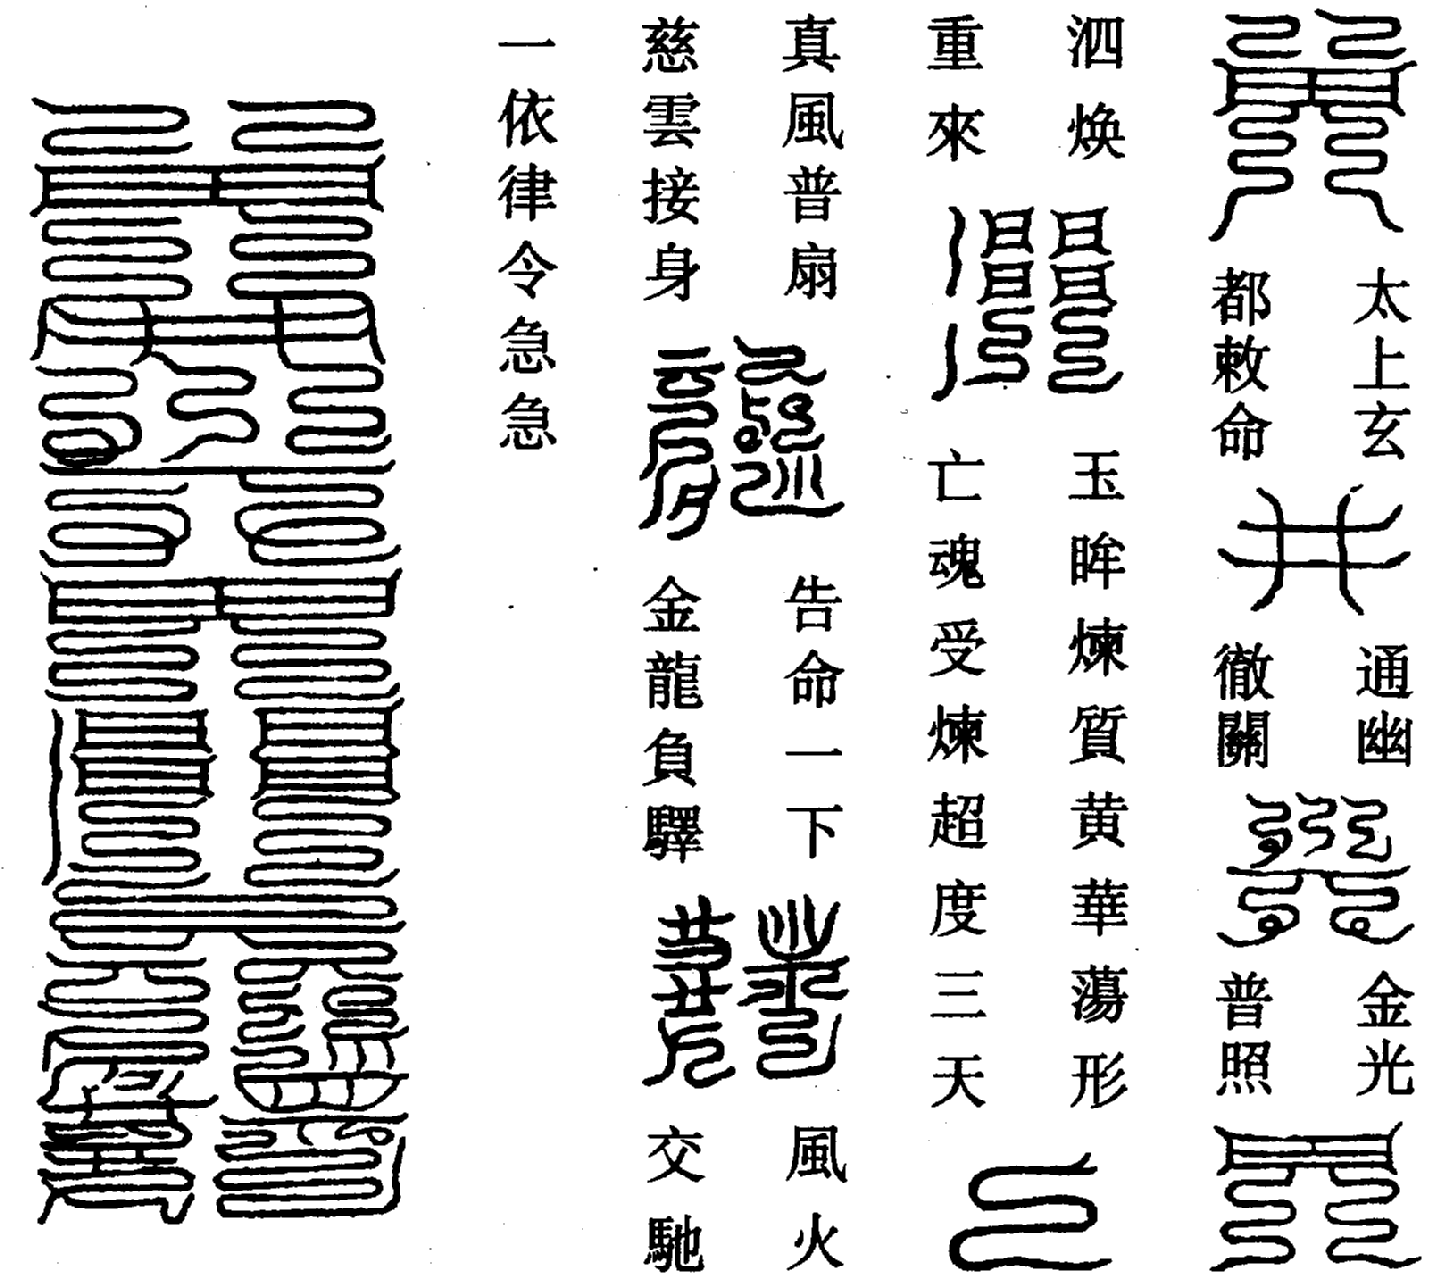 太上玄
都敕命
通幽
徹關
金光
普照
泗焕
重來
玉眸煉質黄華蕩形
亡魂受煉超度三天
真風普扇
慈雲接身
告命一下
金龍負驛
風火
交馳
一依律令急急